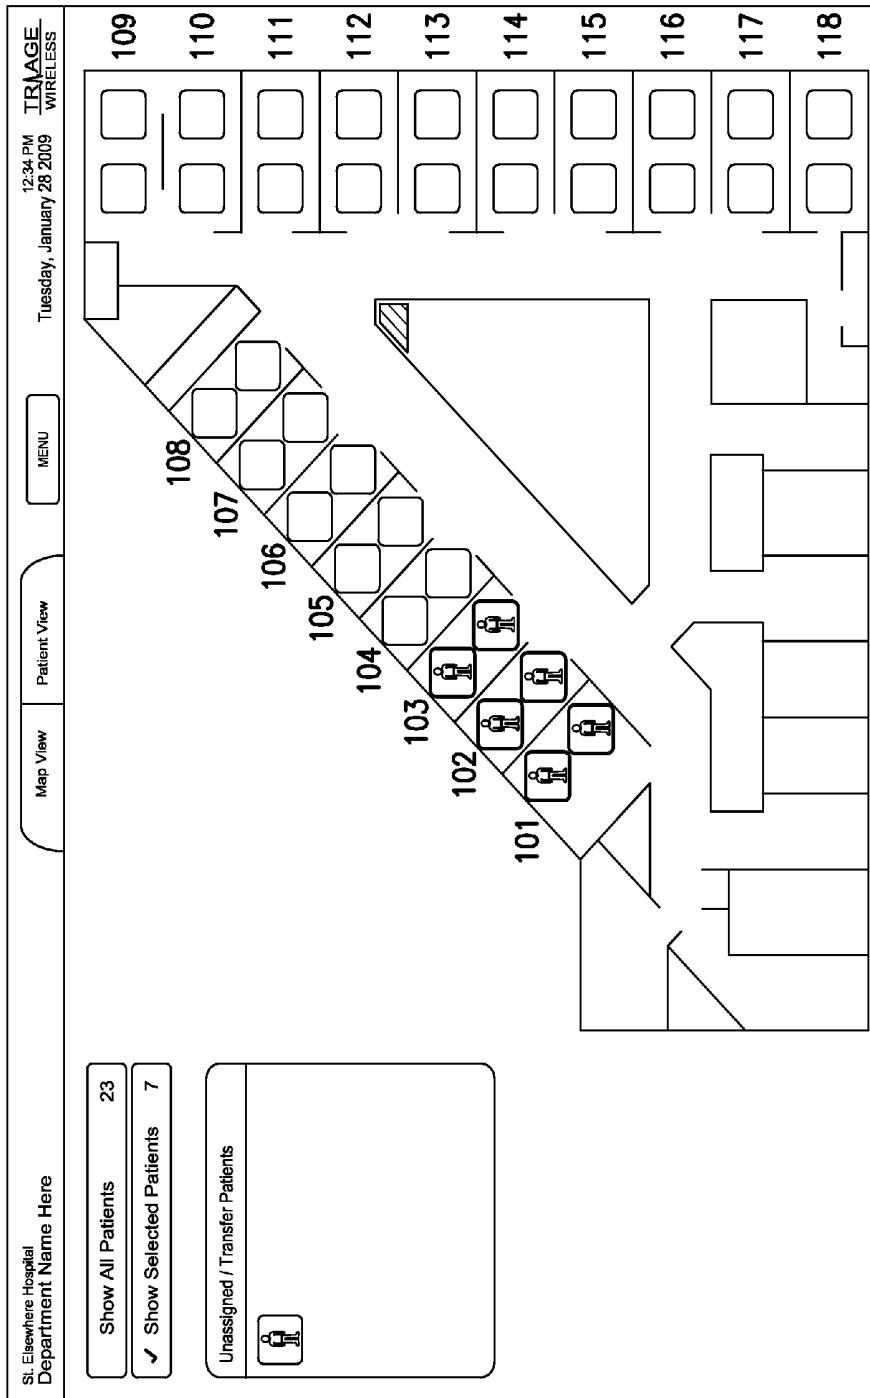 St. Elsewhere Hospital
Department Name Here
Map View
Patient View
MENU
12:34 PM
Tuesday, January 28 2009
TRIAGE
WIRELESS
Show All Patients 23
✓ Show Selected Patients 7
Unassigned / Transfer Patients
101
102
103
104
105
106
107
108
109
110
111
112
113
114
115
116
117
118